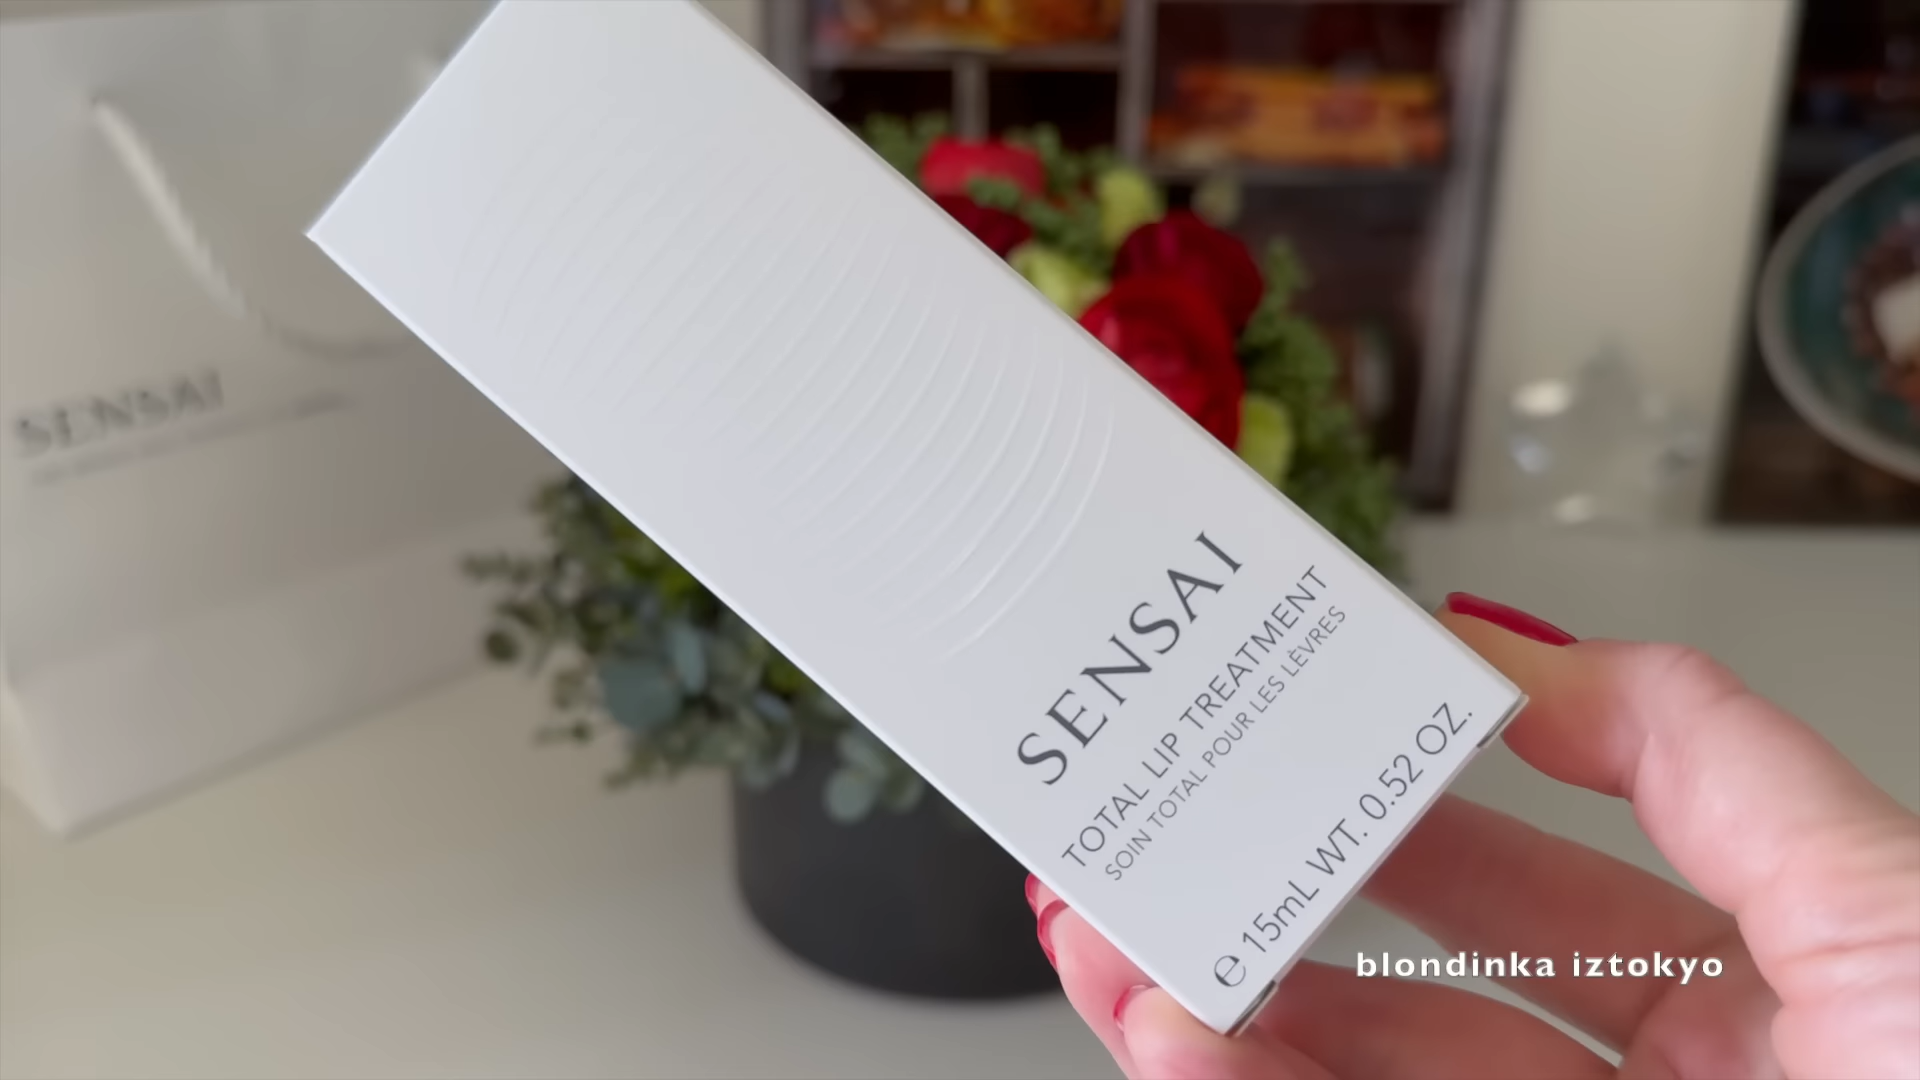 SENSAI
SENSAI
TOTAL LIP TREATMENT
SOIN TOTAL POUR LES LÈVRES
e 15mL WT. 0.52 OZ.
blondinka iztokyo